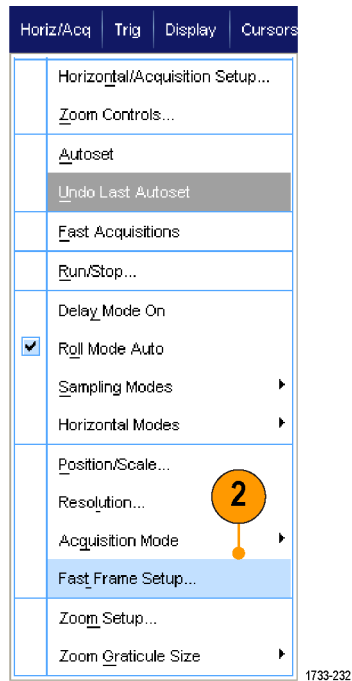 Horiz/Acq Trig Display Cursors
Horizontal/Acquisition Setup...
Zoom Controls...
Autoset
Undo Last Autoset
Fast Acquisitions
Run/Stop...
Delay Mode On
Roll Mode Auto
Sampling Modes
Horizontal Modes
Position/Scale...
Resolution...
2
Acquisition Mode
Fast Frame Setup...
Zoom Setup...
Zoom Graticule Size
1733-232